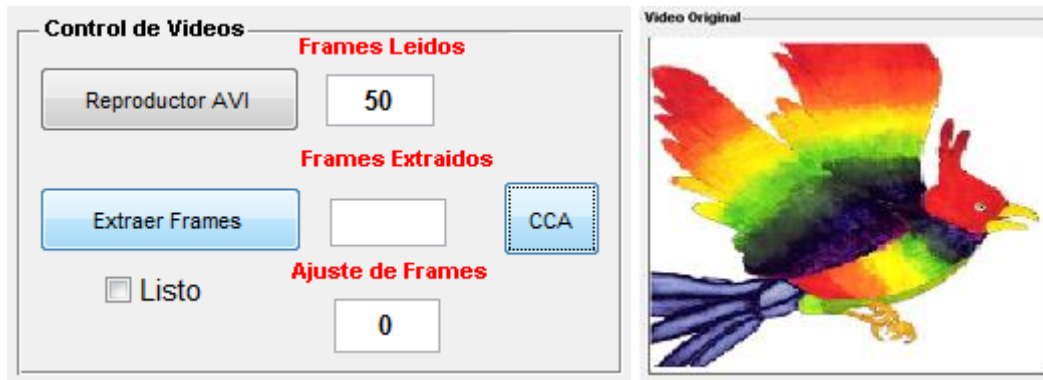 Control de Videos
Frames Leidos
Reproductor AVI
50
Frames Extraidos
Extraer Frames
CCA
Listo
Ajuste de Frames
0
Video Original